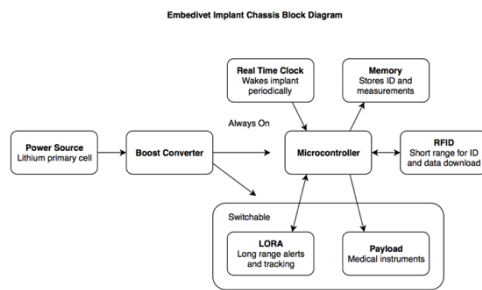 Embedivet Implant Chassis Block Diagram
Real Time Clock
Wakes implant
periodically
Memory
Stores ID and
measurements
Always On
Power Source
Lithium primary cell
Boost Converter
Microcontroller
RFID
Short range for ID
and data download
Switchable
LORA
Long range alerts
and tracking
Payload
Medical instruments